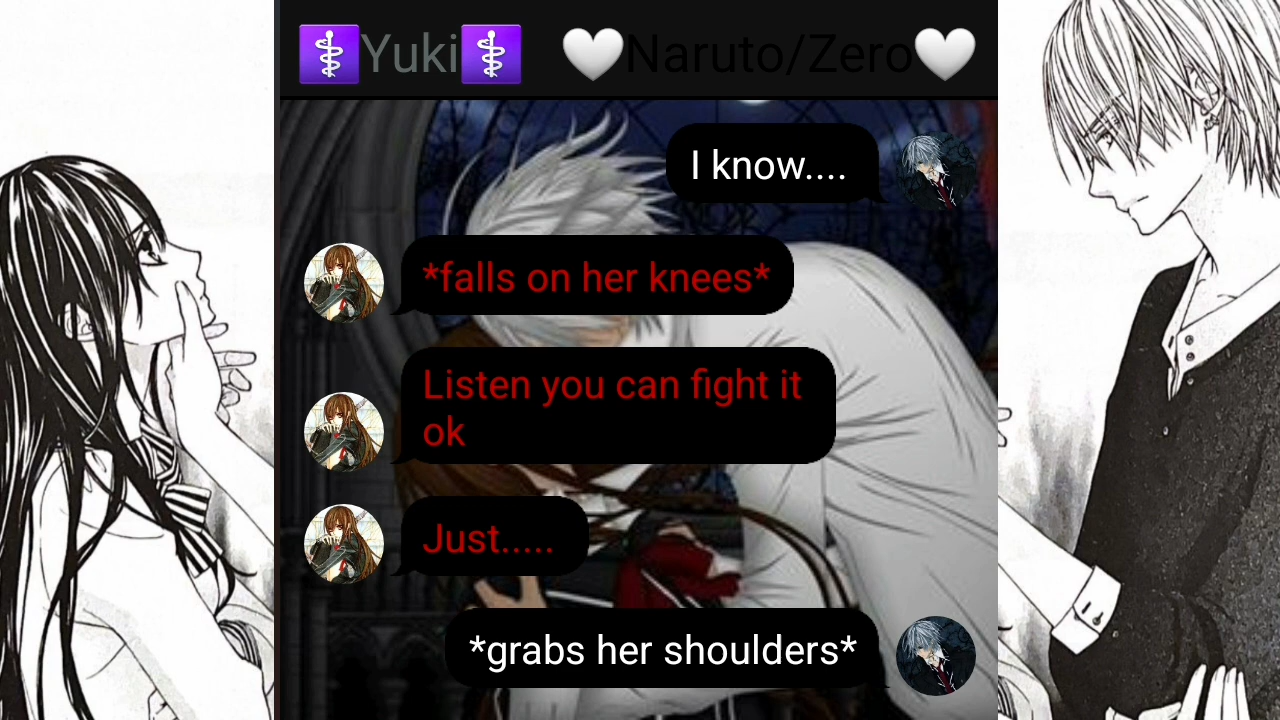 ⚕Yuki⚕ 🤍Naruto/Zero🤍
I know....
*falls on her knees*
Listen you can fight it
ok
Just.....
*grabs her shoulders*